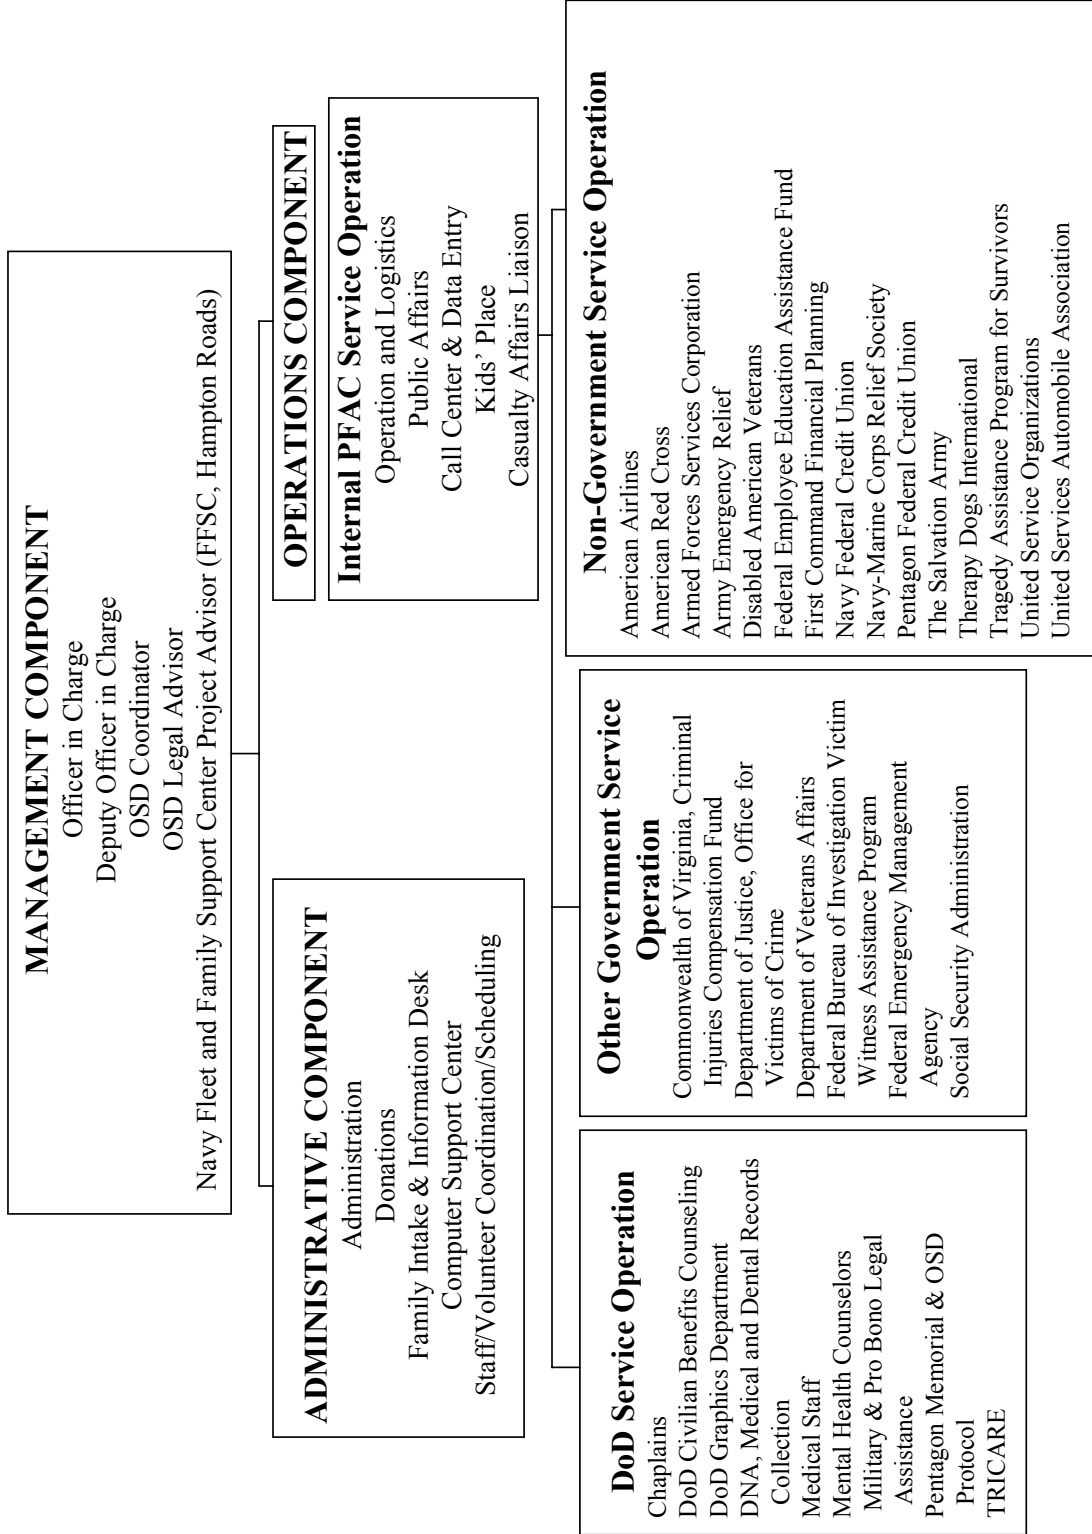 MANAGEMENT COMPONENT
Officer in Charge
Deputy Officer in Charge
OSD Coordinator
OSD Legal Advisor
Navy Fleet and Family Support Center Project Advisor (FFSC, Hampton Roads)
ADMINISTRATIVE COMPONENT
Administration
Donations
Family Intake & Information Desk
Computer Support Center
Staff/Volunteer Coordination/Scheduling
OPERATIONS COMPONENT
Internal PFAC Service Operation
Operation and Logistics
Public Affairs
Call Center & Data Entry
Kids’ Place
Casualty Affairs Liaison
DoD Service Operation
Chaplains
DoD Civilian Benefits Counseling
DoD Graphics Department
DNA, Medical and Dental Records
Collection
Medical Staff
Mental Health Counselors
Military & Pro Bono Legal
Assistance
Pentagon Memorial & OSD
Protocol
TRICARE
Other Government Service
Operation
Commonwealth of Virginia, Criminal
Injuries Compensation Fund
Department of Justice, Office for
Victims of Crime
Department of Veterans Affairs
Federal Bureau of Investigation Victim
Witness Assistance Program
Federal Emergency Management
Agency
Social Security Administration
Non-Government Service Operation
American Airlines
American Red Cross
Armed Forces Services Corporation
Army Emergency Relief
Disabled American Veterans
Federal Employee Education Assistance Fund
First Command Financial Planning
Navy Federal Credit Union
Navy-Marine Corps Relief Society
Pentagon Federal Credit Union
The Salvation Army
Therapy Dogs International
Tragedy Assistance Program for Survivors
United Service Organizations
United Services Automobile Association